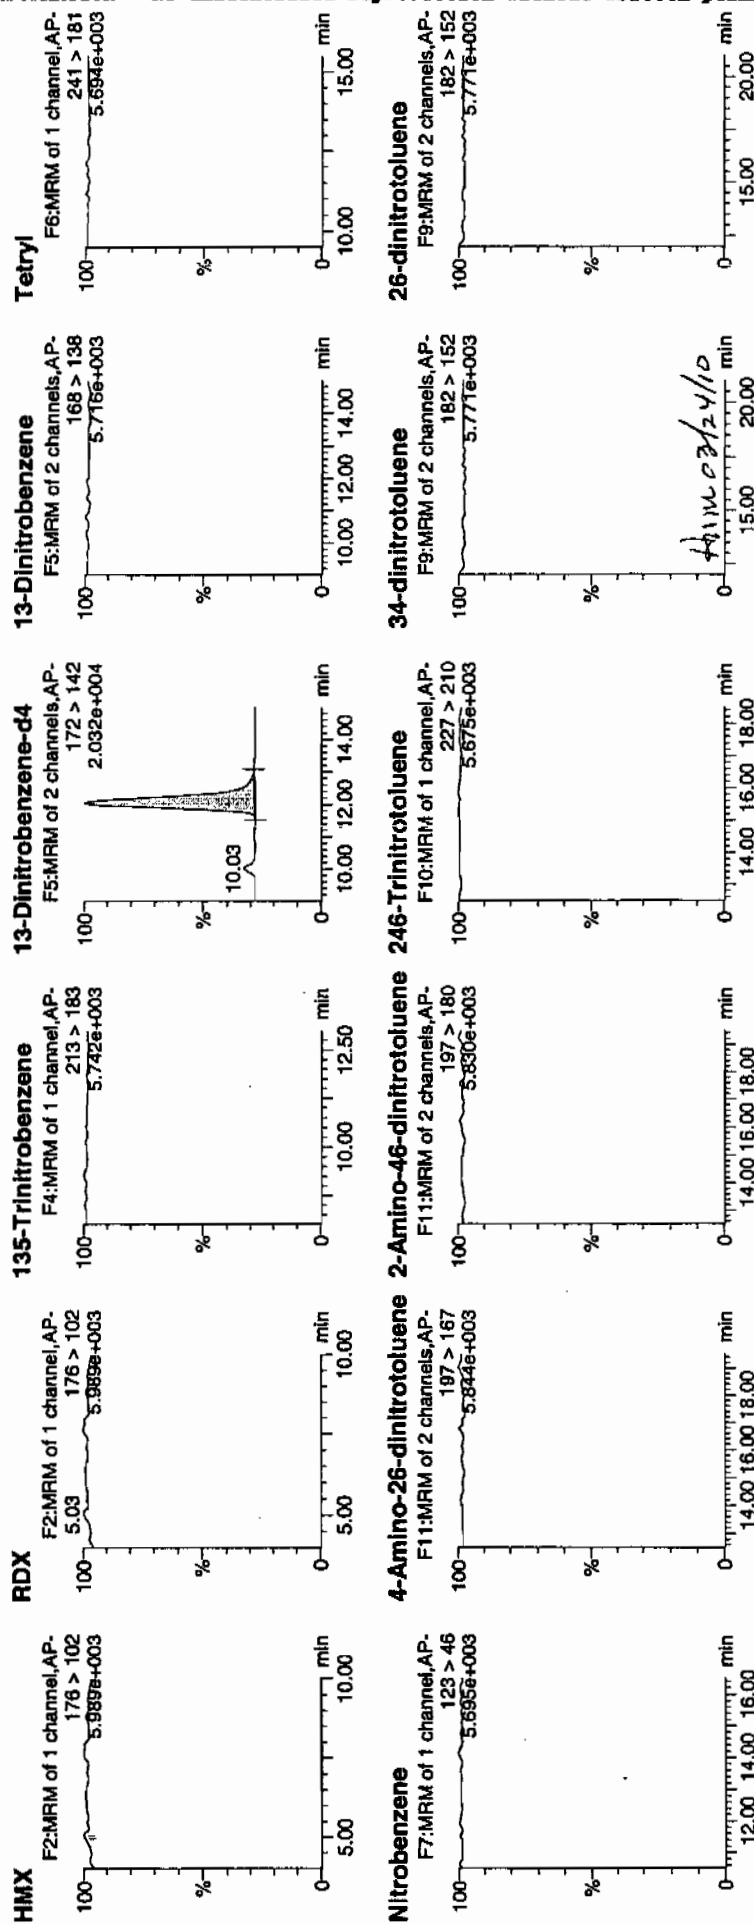 HMX
F2:MRM of 1 channel,AP-
176 > 102
5.989e+003
100
%
0
5.00
10.00
min
RDX
F2:MRM of 1 channel,AP-
5.03
176 > 102
5.989e+003
100
%
0
5.00
10.00
min
135-Trinitrobenzene
F4:MRM of 1 channel,AP-
213 > 183
5.742e+003
100
%
0
10.00
12.50
min
13-Dinitrobenzene-d4
F5:MRM of 2 channels,AP-
172 > 142
2.032e+004
100
%
10.03
0
10.00
12.00
14.00
min
13-Dinitrobenzene
F5:MRM of 2 channels,AP-
168 > 138
5.716e+003
100
%
0
10.00
12.00
14.00
min
Tetryl
F6:MRM of 1 channel,AP-
241 > 181
5.694e+003
100
%
0
10.00
15.00
min
Nitrobenzene
F7:MRM of 1 channel,AP-
123 > 46
5.695e+003
100
%
0
12.00
14.00
16.00
min
4-Amino-26-dinitrotoluene
F11:MRM of 2 channels,AP-
197 > 167
5.844e+003
100
%
0
14.00
16.00
18.00
min
2-Amino-46-dinitrotoluene
F11:MRM of 2 channels,AP-
197 > 180
5.830e+003
100
%
0
14.00
16.00
18.00
min
246-Trinitrotoluene
F10:MRM of 1 channel,AP-
227 > 210
5.675e+003
100
%
0
14.00
16.00
18.00
min
34-dinitrotoluene
F9:MRM of 2 channels,AP-
182 > 152
5.771e+003
100
%
0
15.00
20.00
min
03/24/10
26-dinitrotoluene
F9:MRM of 2 channels,AP-
182 > 152
5.771e+003
100
%
0
15.00
20.00
min